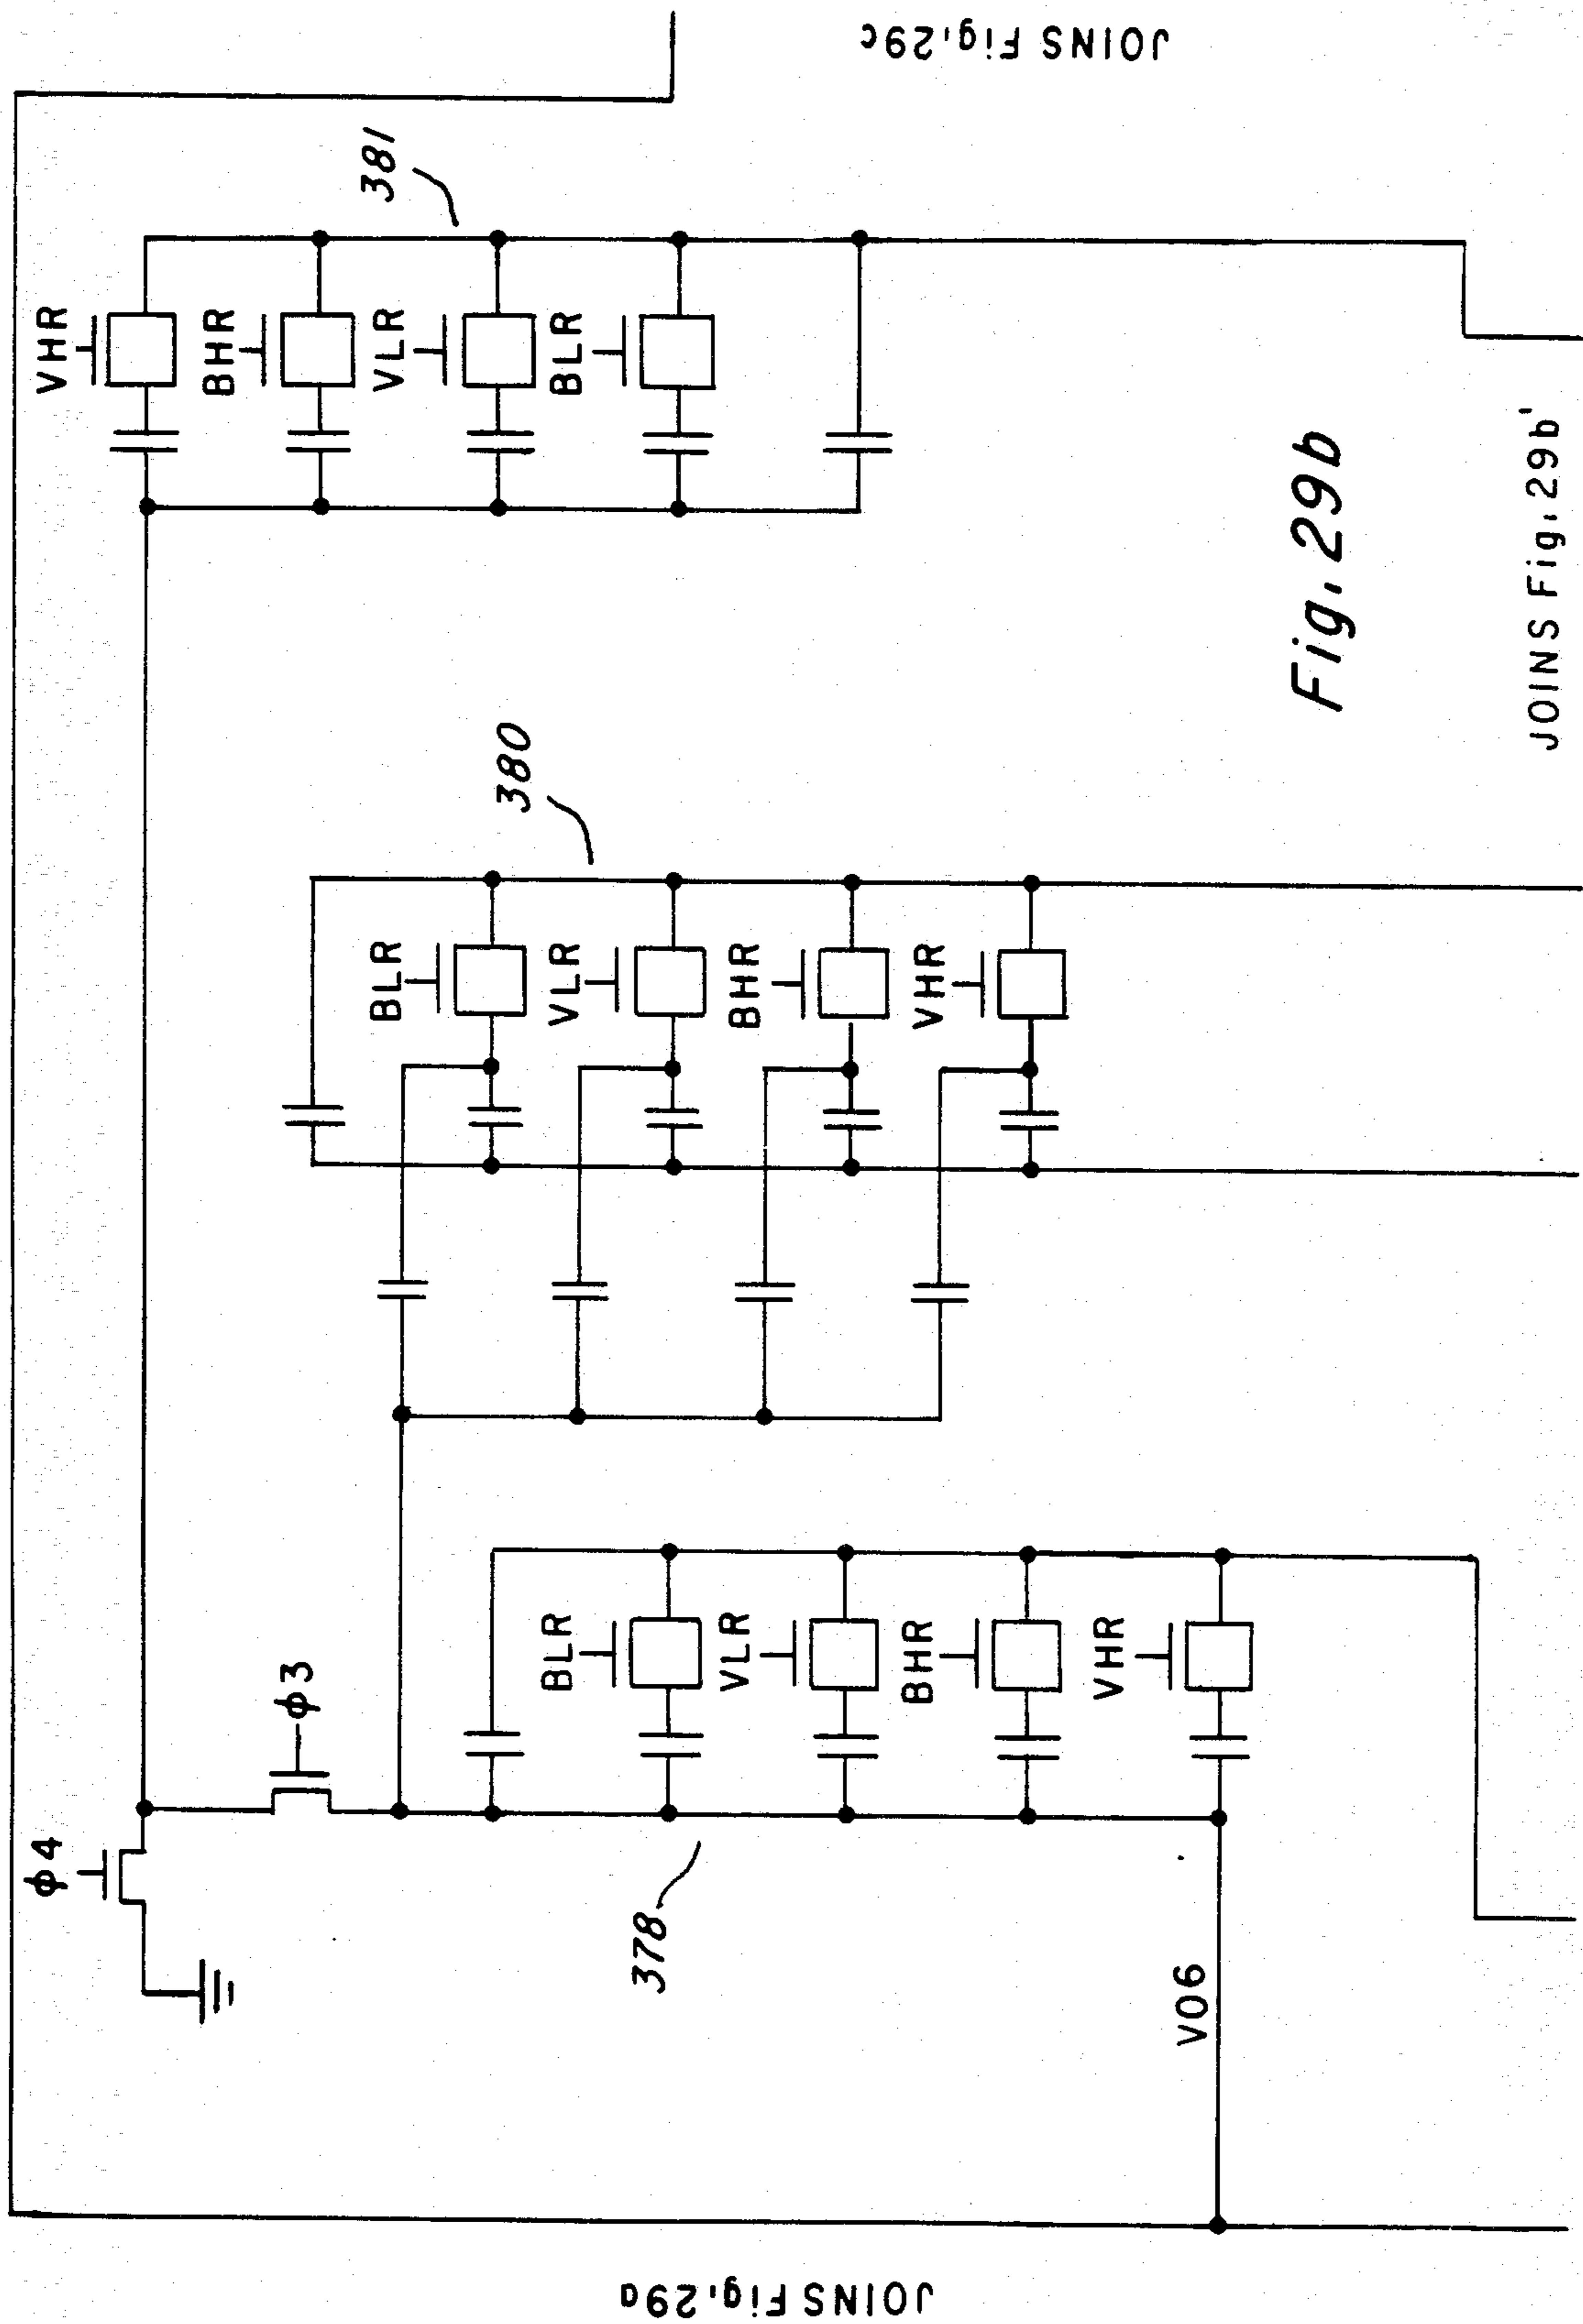 JOINS Fig. 29c
381
VHR
BHR
VLR
BLR
380
BLR
VLR
BHR
VHR
Fig. 29b
JOINS Fig. 29b'
φ4
φ3
378
BLR
VLR
BHR
VHR
V06
JOINS Fig. 29a